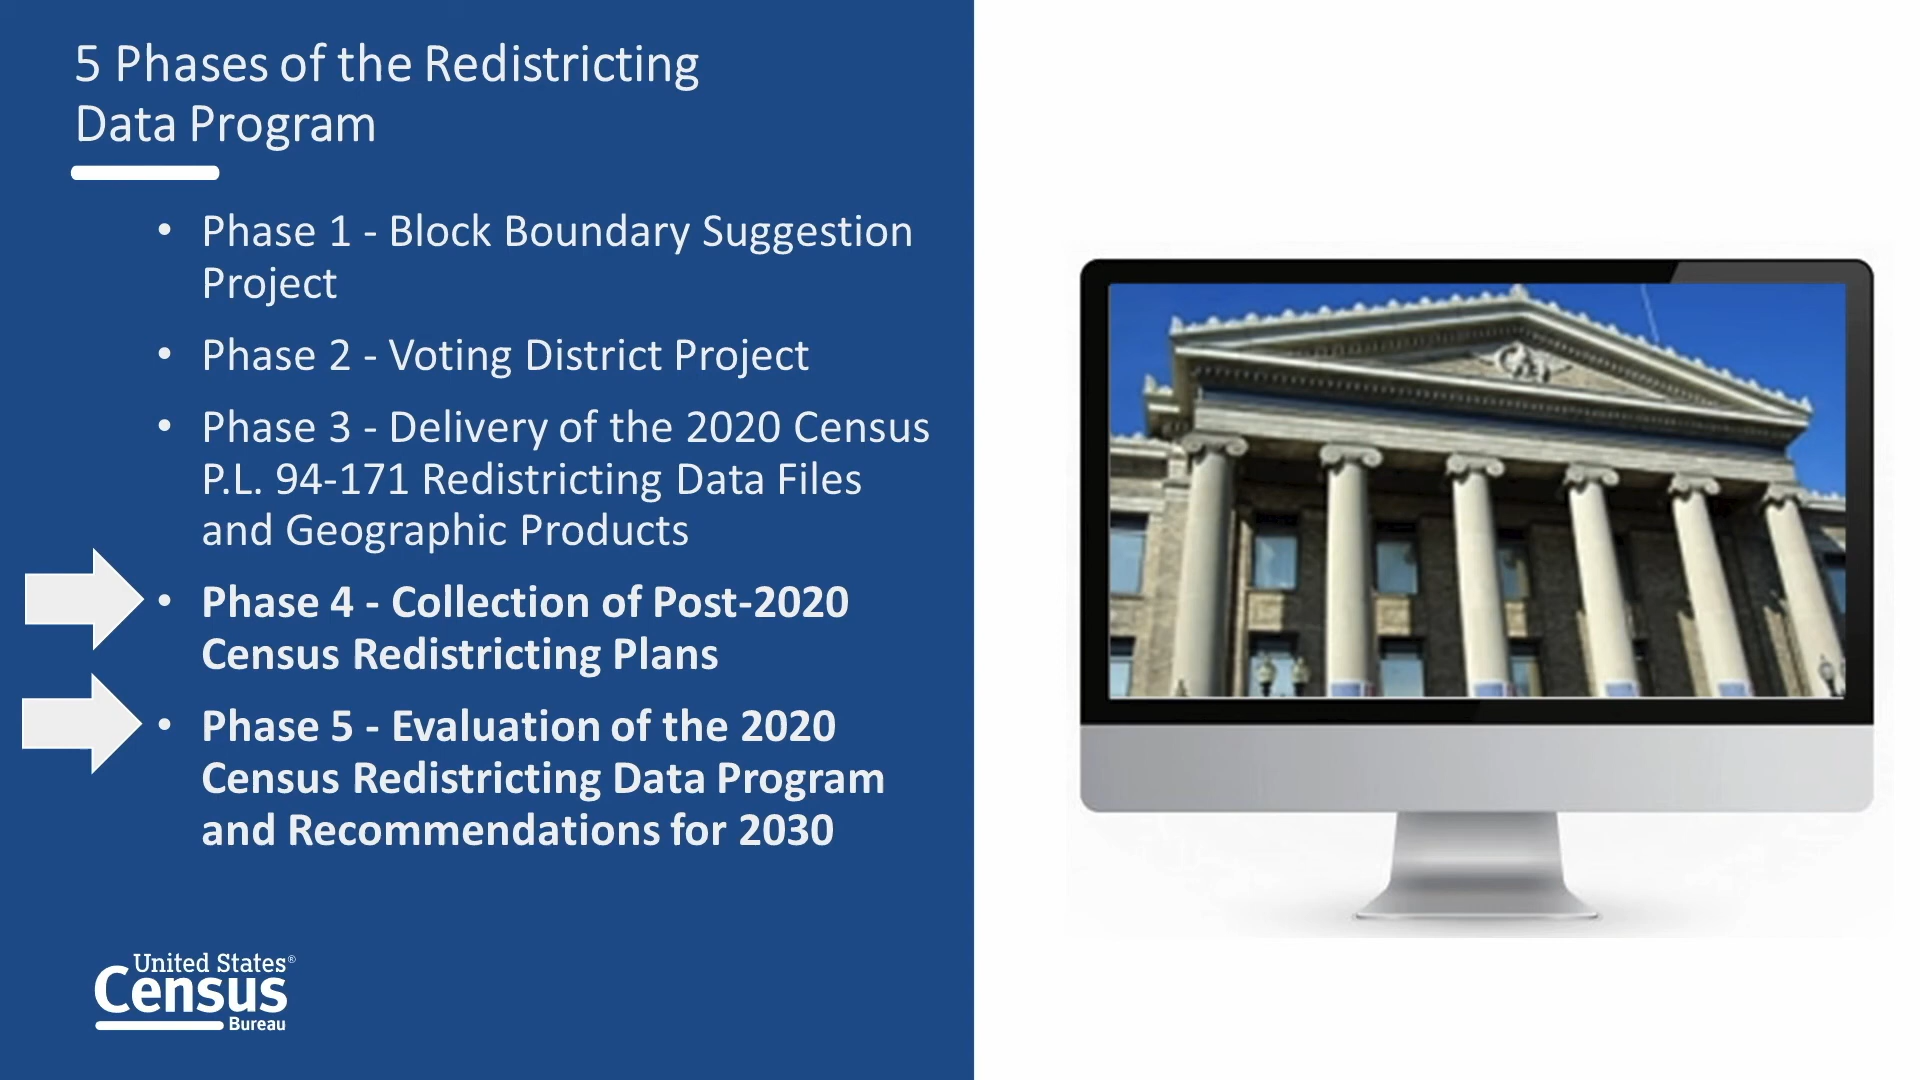 5 Phases of the Redistricting
Data Program
• Phase 1 - Block Boundary Suggestion
Project
• Phase 2 - Voting District Project
• Phase 3 - Delivery of the 2020 Census
P.L. 94-171 Redistricting Data Files
and Geographic Products
• Phase 4 - Collection of Post-2020
Census Redistricting Plans
• Phase 5 - Evaluation of the 2020
Census Redistricting Data Program
and Recommendations for 2030
United States®
Census
Bureau